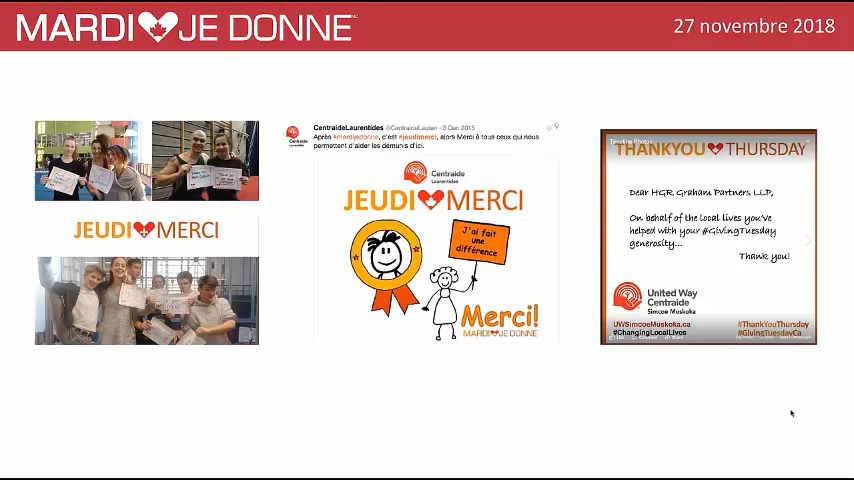 MARDI JE DONNE
27 novembre 2018
JEUDI MERCI
CentraideLaurentides @CentraideLauren - 3 Dec 2015
Après #mardijedonne, c'est #jeudimerci, alors Merci à tous ceux qui nous
permettent d'aider les démunis d'ici.
Centraide
Laurentides
JEUDI MERCI
J'ai fait
une
différence
Merci!
MARDI JE DONNE
Timeline Photos
THANKYOU THURSDAY
Dear HGR Graham Partners LLP,
On behalf of the local lives you've
helped with your #GivingTuesday
generosity...
Thank you!
United Way
Centraide
Simcoe Muskoka
UWSimcoeMuskoka.ca
#ChangingLocalLives
#ThankYouThursday
#GivingTuesdayCa